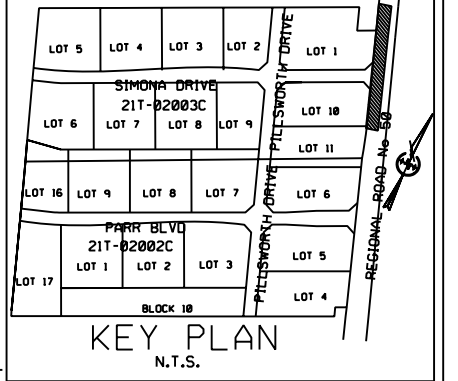 LOT 5 LOT 4 LOT 3 LOT 2 LOT 1
SIMONA DRIVE
21T-02003C
LOT 6 LOT 7 LOT 8 LOT 9 LOT 10
LOT 11
PILLSWORTH DRIVE
REGIONAL ROAD No 50
LOT 16 LOT 9 LOT 8 LOT 7 LOT 6
PARR BLVD
21T-02002C
LOT 17 LOT 1 LOT 2 LOT 3 LOT 5
LOT 4
PILLSWORTH DRIVE
BLOCK 10
KEY PLAN
N.T.S.